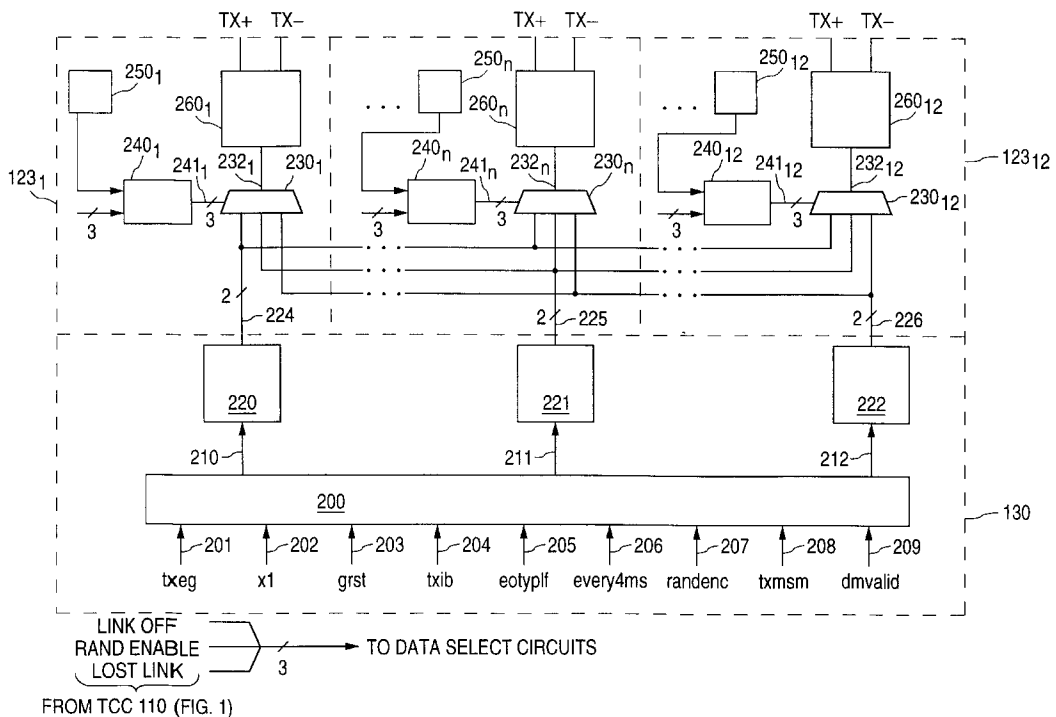 TX+ TX− TX+ TX− TX+ TX−
250₁ 250ₙ 250₁₂
260₁ 260ₙ 260₁₂
240₁ 241₁ 232₁ 230₁ 240ₙ 241ₙ 232ₙ 230ₙ 240₁₂ 241₁₂ 232₁₂ 230₁₂
123₁ 123₁₂
3 3 3 3 3 3
2 2 2
224 225 226
220 221 222
210 211 212
200
130
201 202 203 204 205 206 207 208 209
txeg x1 grst txib eotyplf every4ms randenc txmsm dmvalid
LINK OFF
RAND ENABLE 3 TO DATA SELECT CIRCUITS
LOST LINK
FROM TCC 110 (FIG. 1)